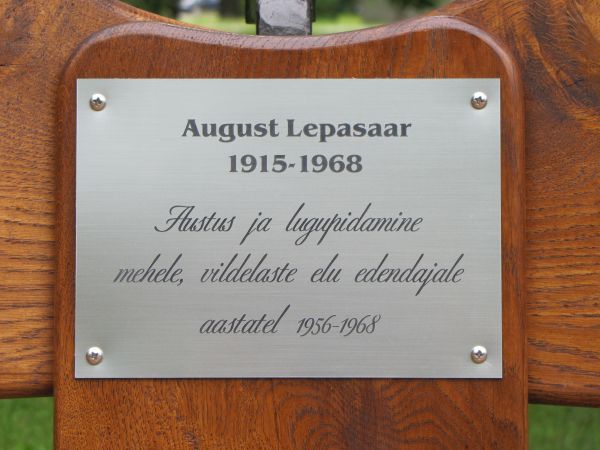 August Lepasaar
1915-1968
Austus ja lugupidamine
mehele, vildelaste elu edendajale
aastatel 1956-1968